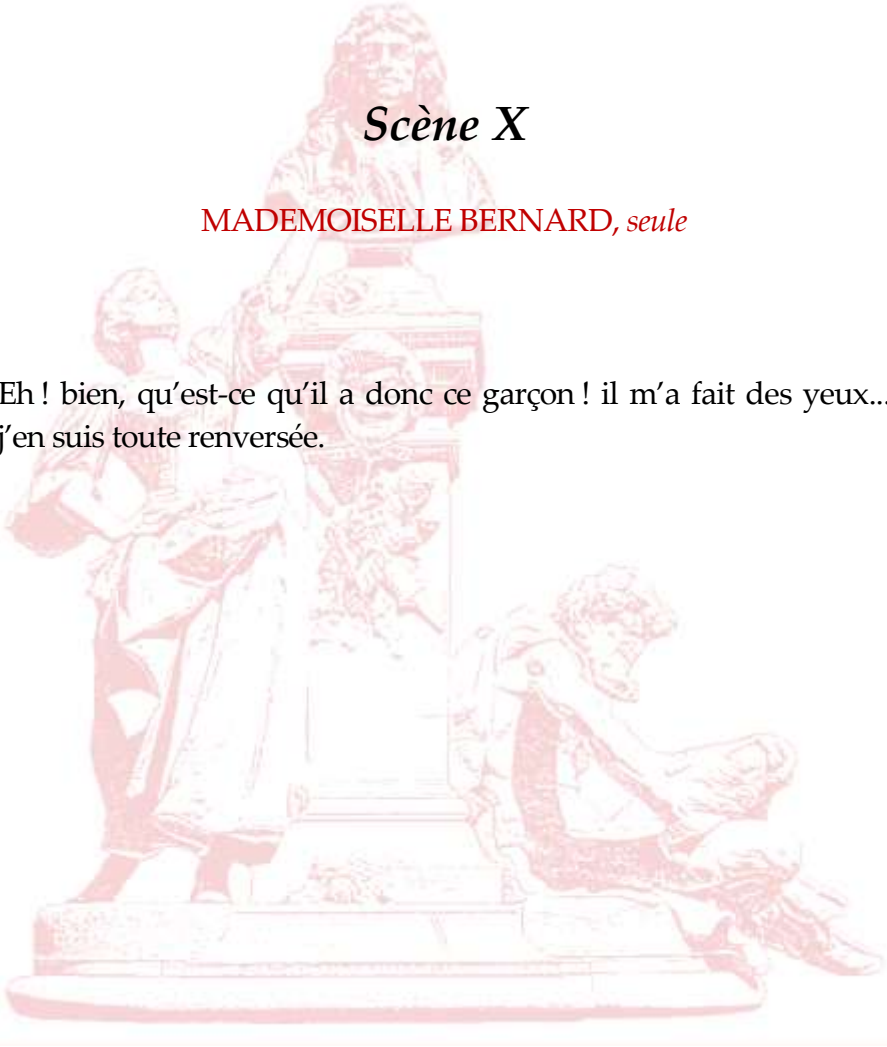 Scène X
MADEMOISELLE BERNARD, seule
Eh ! bien, qu’est-ce qu’il a donc ce garçon ! il m’a fait des yeux...
j’en suis toute renversée.